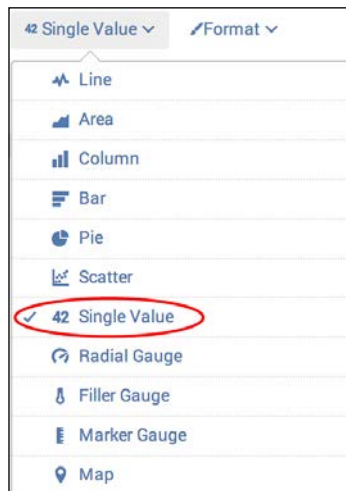 42 Single Value Format
Line
Area
Column
Bar
Pie
Scatter
42 Single Value
Radial Gauge
Filler Gauge
Marker Gauge
Map